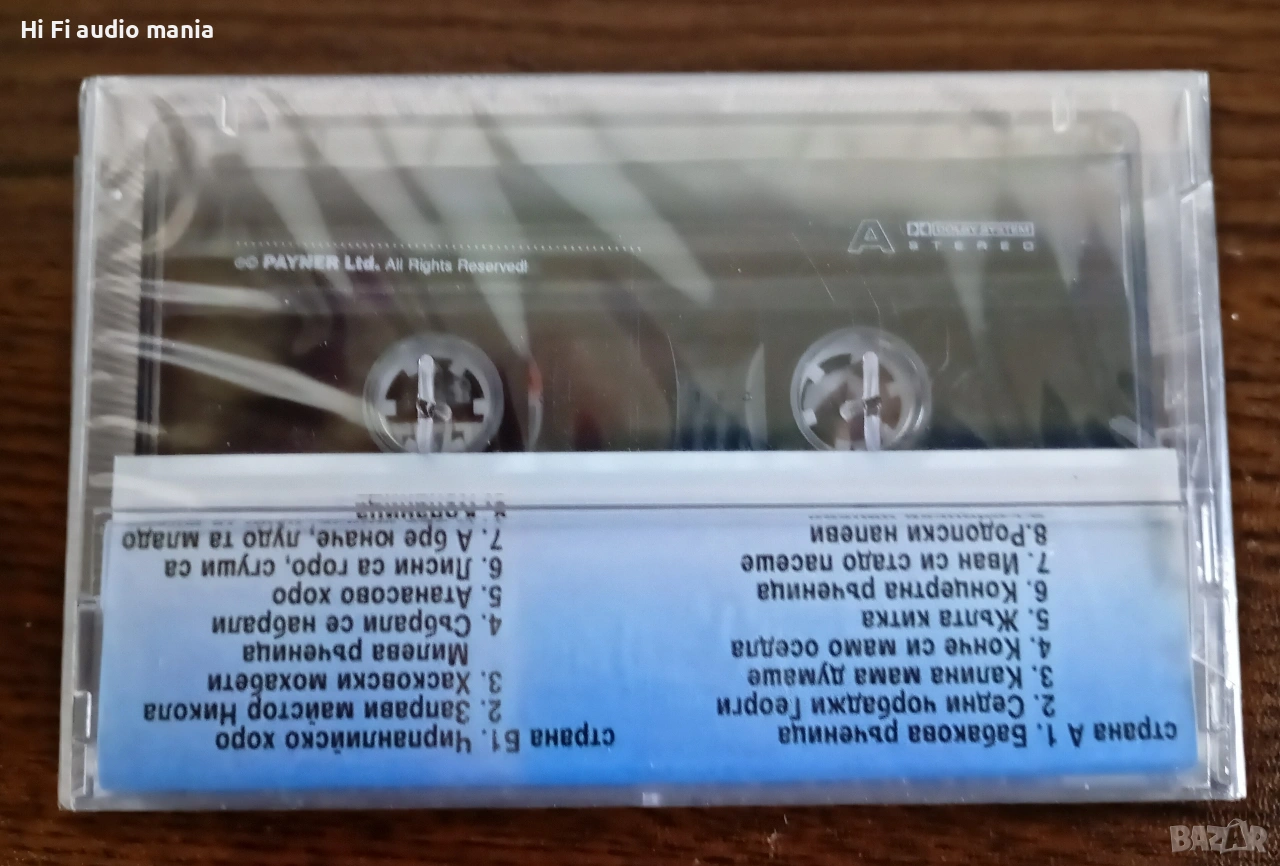 Hi Fi audio mania
A DOLBY SYSTEM
STEREO
PAYNER Ltd. All Rights Reserved!
страна А 1. Бабакова ръченица
2. Седни чорбаджи Георги
3. Калина мама думаше
4. Конче си мамо оседла
5. Жълта китка
6. Концертна ръченица
7. Иван си стадо пасеше
8.Родопски напеви
страна Б1. Чирпанлийско хоро
2. Заправи майстор Никола
3. Хасковски мохабети
Милева ръченица
4. Събрали се набрали
5. Атанасово хоро
6. Лисни са горо, сгуши са
7. А бре юначе, лудо та младо
BAZAR